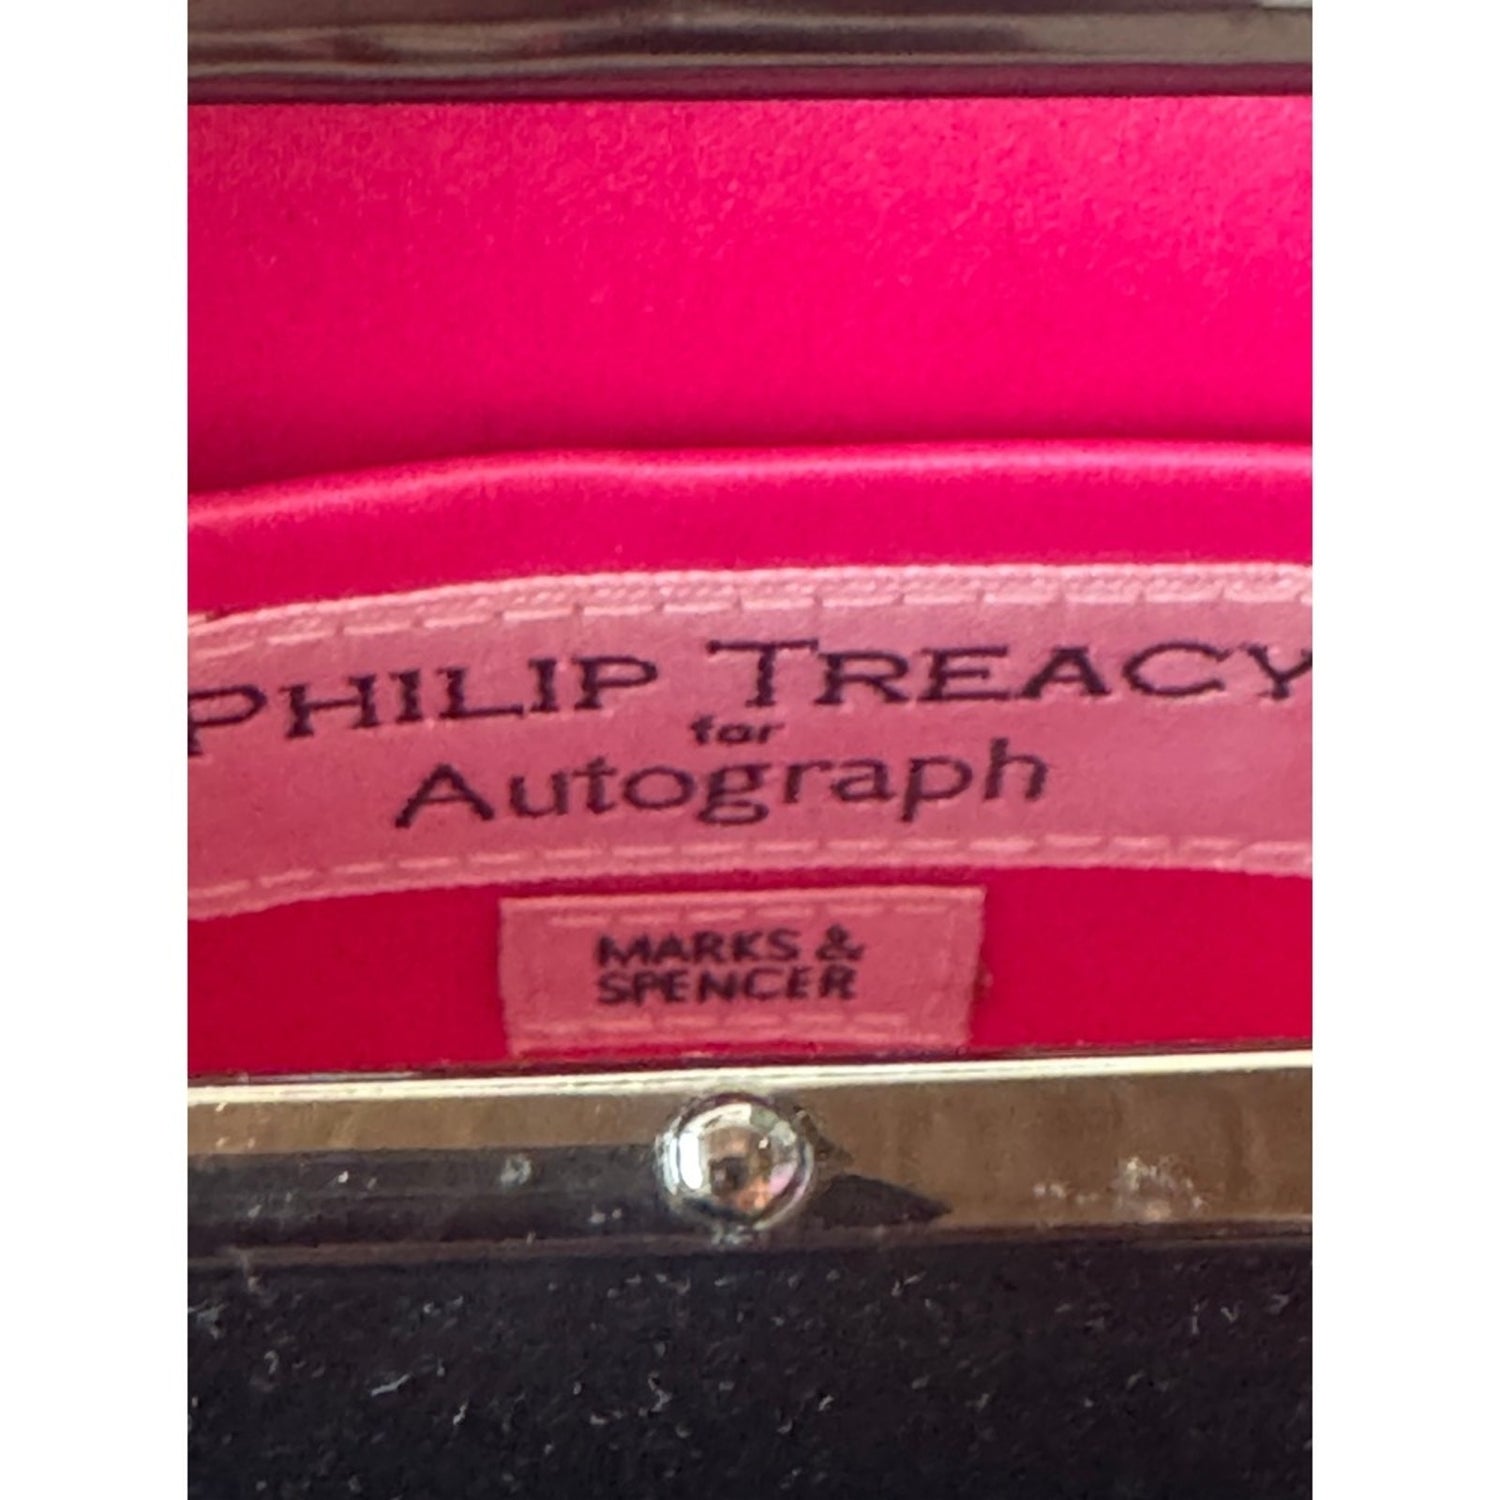 PHILIP TREACY
for
Autograph
MARKS &
SPENCER